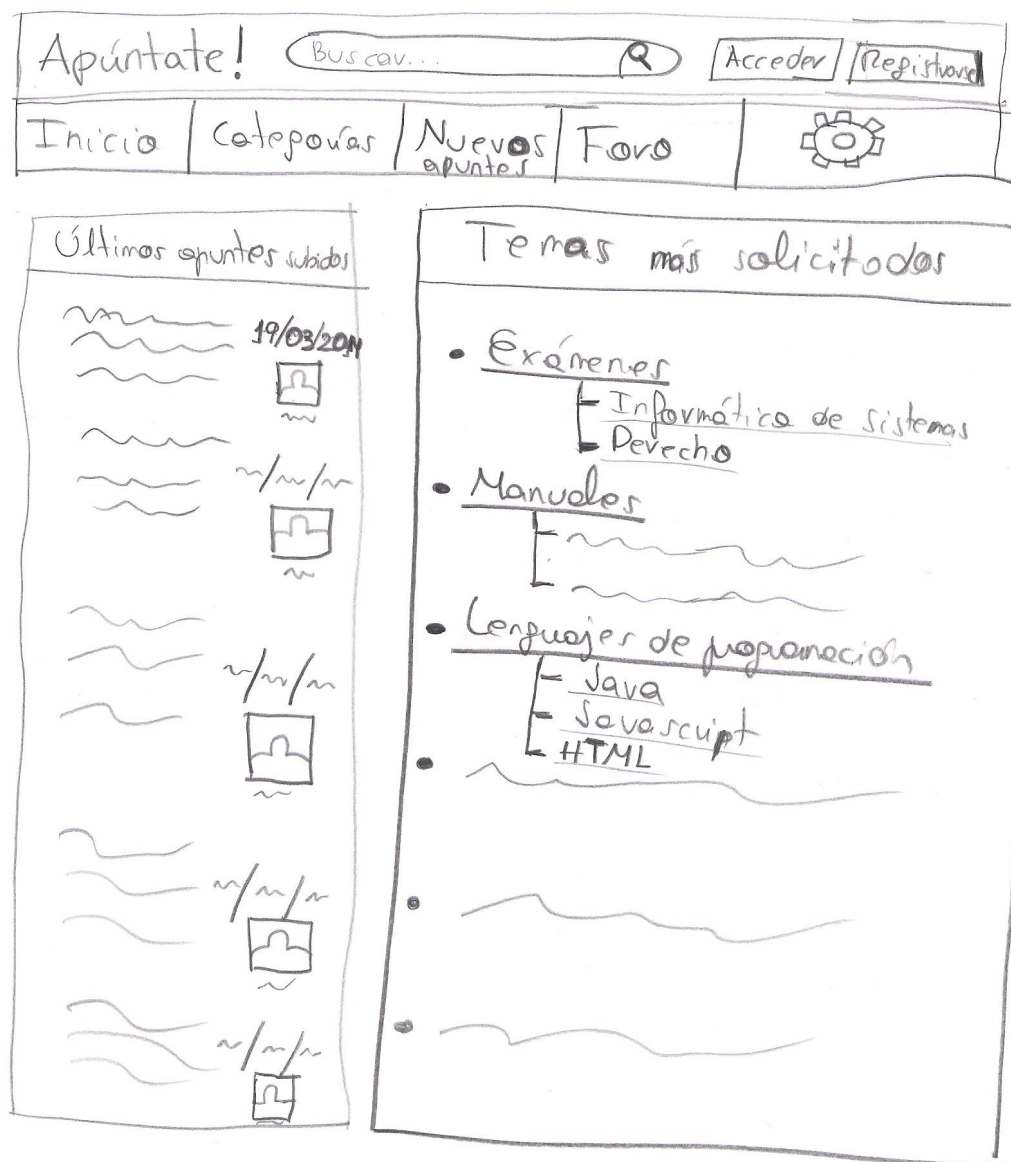 Apúntate!
Buscar...
Acceder
Registrarse
Inicio
Categorías
Nuevos
apuntes
Foro
Últimos apuntes subidos
19/03/2014
Temas más solicitados
Exámenes
Informática de sistemas
Derecho
Manuales
Lenguajes de programación
Java
Javascript
HTML